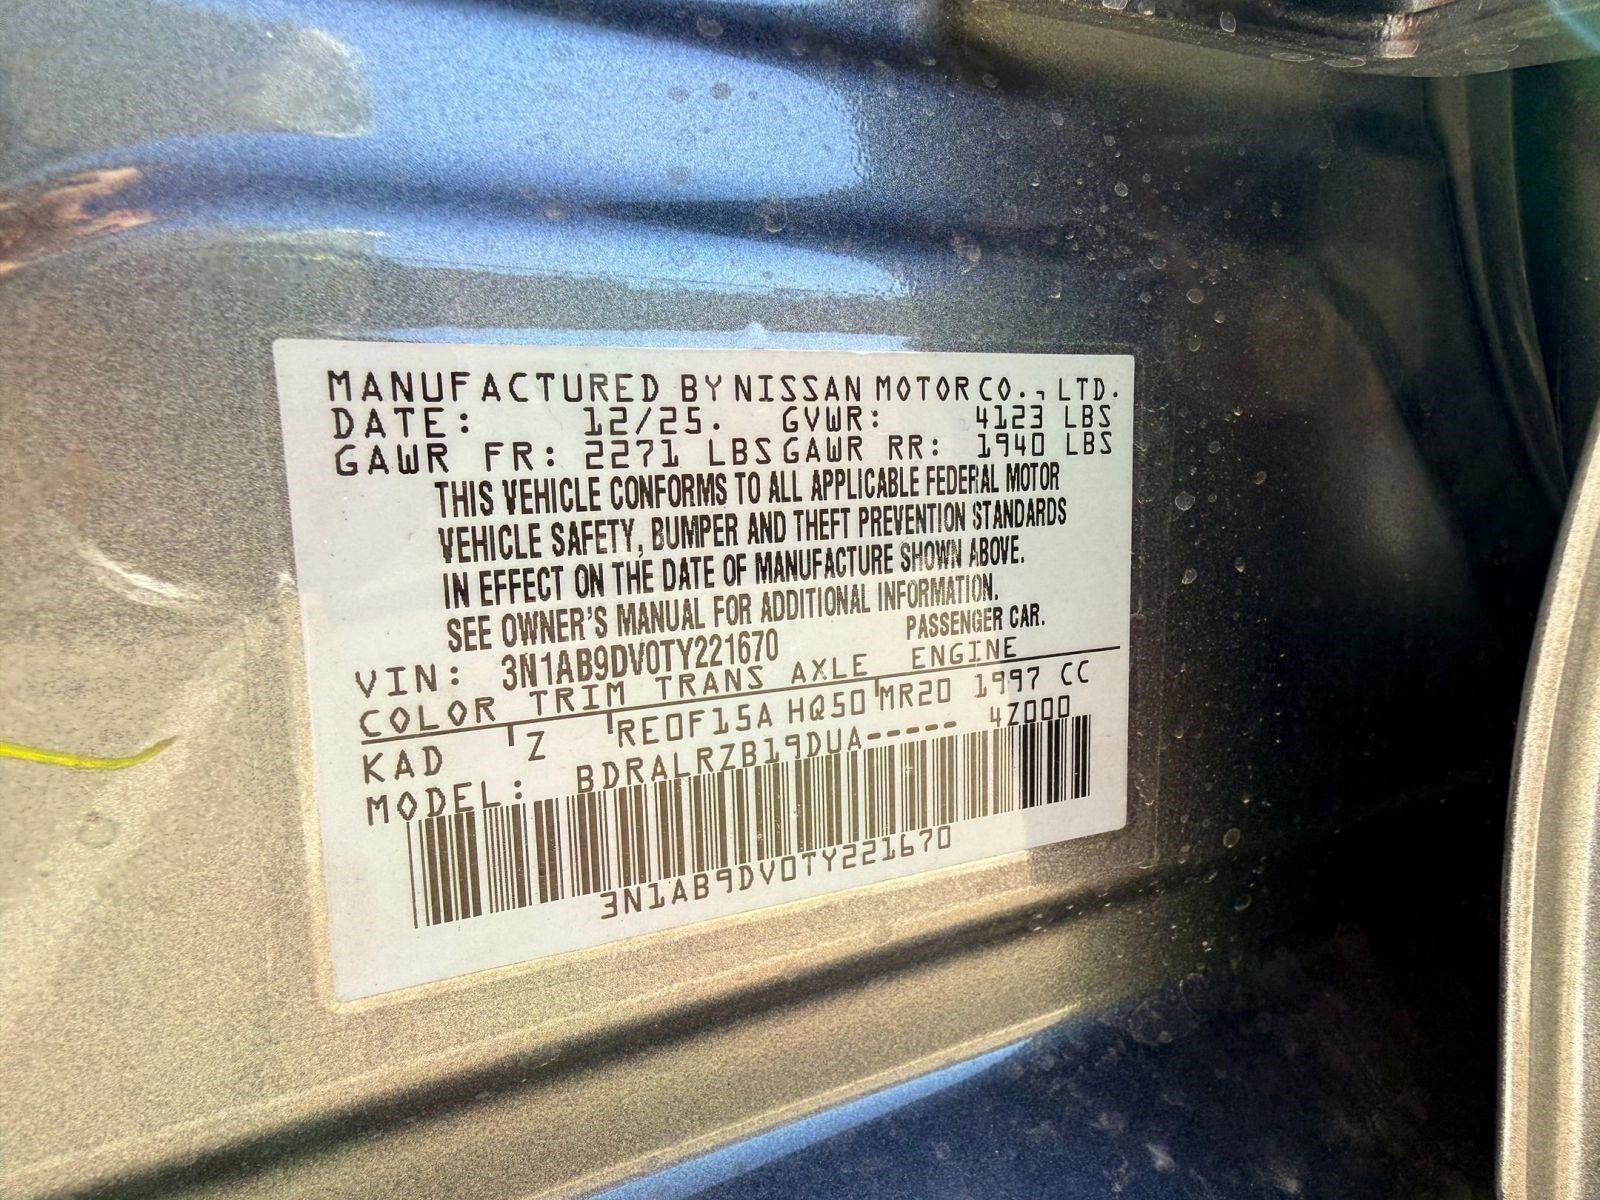 MANUFACTURED BY NISSAN MOTOR CO., LTD.
DATE: 12/25. GVWR: 4123 LBS
GAWR FR: 2271 LBS GAWR RR: 1940 LBS
THIS VEHICLE CONFORMS TO ALL APPLICABLE FEDERAL MOTOR
VEHICLE SAFETY, BUMPER AND THEFT PREVENTION STANDARDS
IN EFFECT ON THE DATE OF MANUFACTURE SHOWN ABOVE.
SEE OWNER'S MANUAL FOR ADDITIONAL INFORMATION.
VIN: 3N1AB9DV0TY221670 PASSENGER CAR.
COLOR TRIM TRANS AXLE ENGINE
KAD Z RE0F15A HQ50 MR20 1997 CC
MODEL: BDRALRZB19DUA----- 4Z000
3N1AB9DV0TY221670